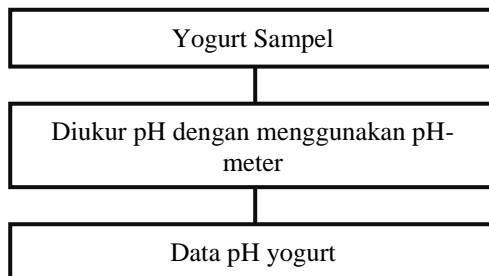 Yogurt Sampel
Diukur pH dengan menggunakan pH-
meter
Data pH yogurt